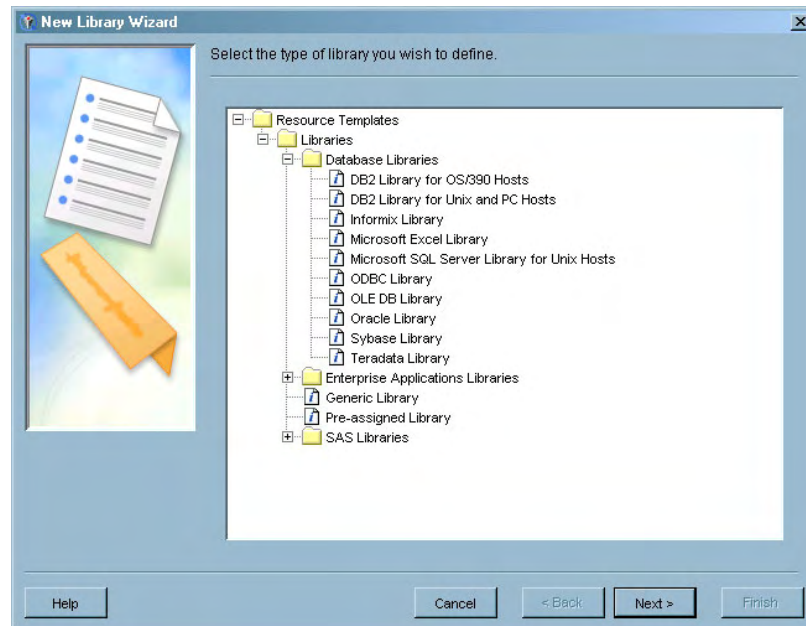 New Library Wizard
Select the type of library you wish to define.
Resource Templates
Libraries
Database Libraries
DB2 Library for OS/390 Hosts
DB2 Library for Unix and PC Hosts
Informix Library
Microsoft Excel Library
Microsoft SQL Server Library for Unix Hosts
ODBC Library
OLE DB Library
Oracle Library
Sybase Library
Teradata Library
Enterprise Applications Libraries
Generic Library
Pre-assigned Library
SAS Libraries
Help Cancel < Back Next > Finish